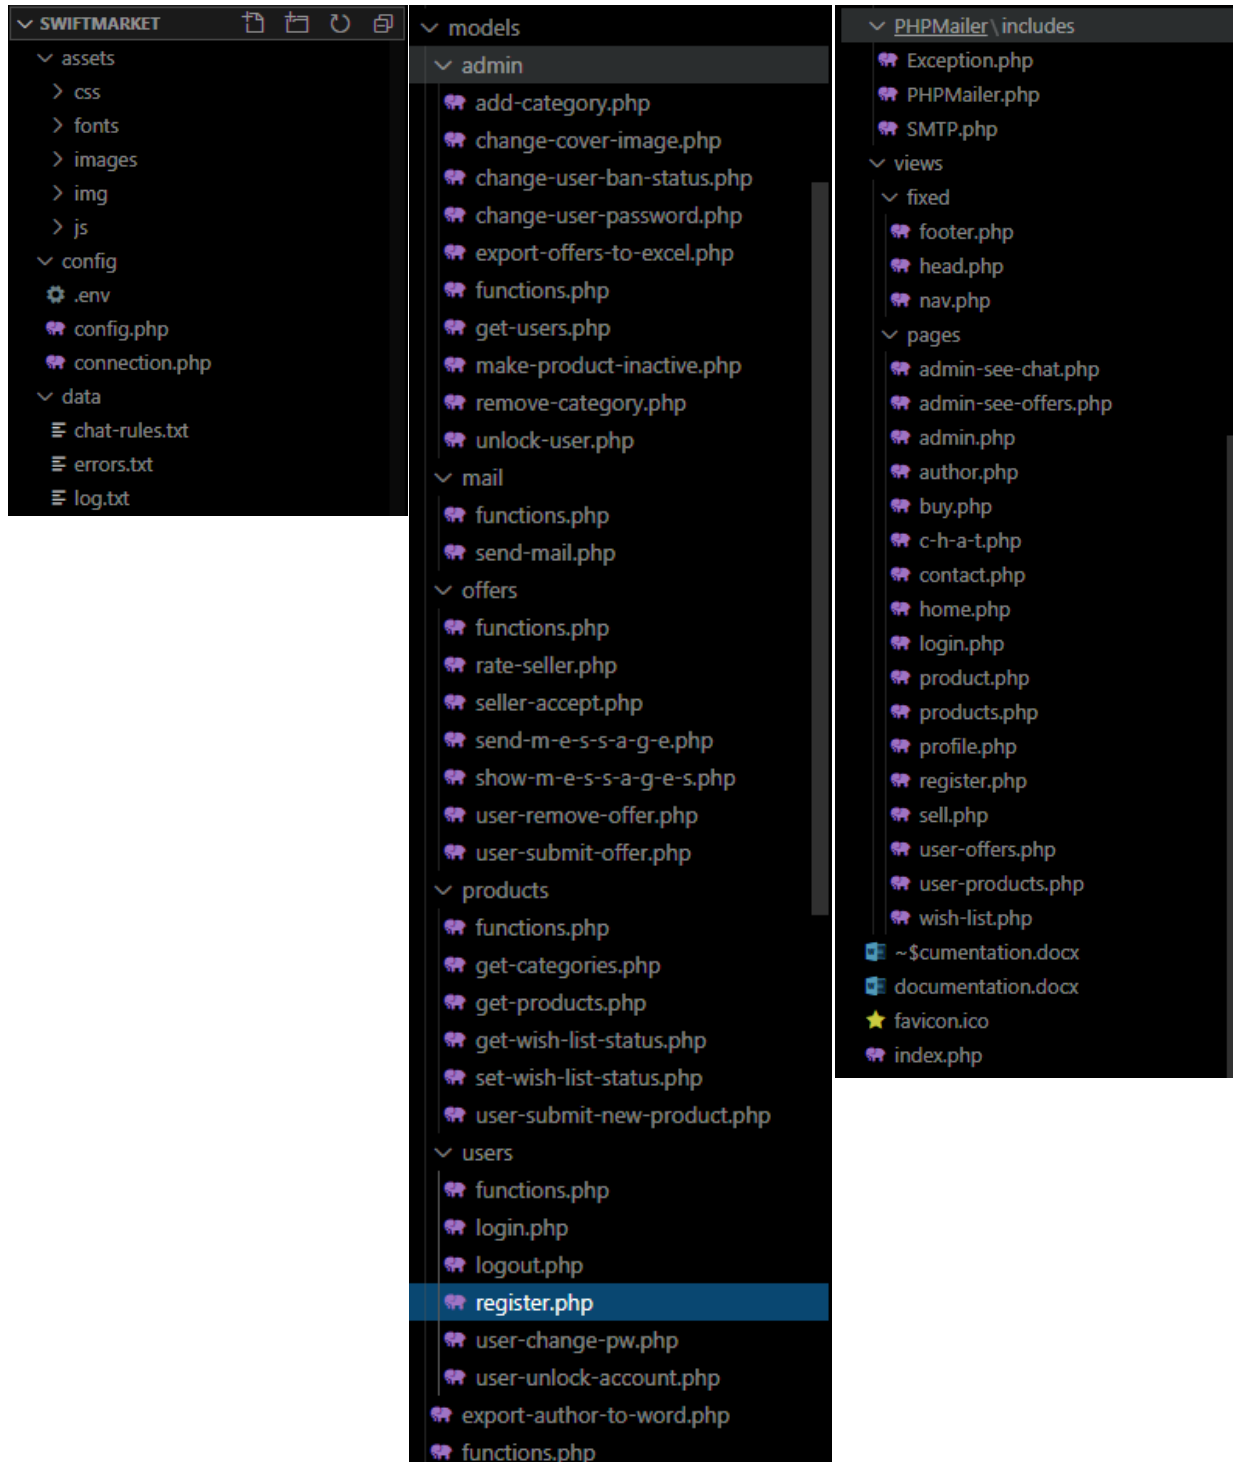 SWIFTMARKET
assets
css
fonts
images
img
js
config
.env
config.php
connection.php
data
chat-rules.txt
errors.txt
log.txt
models
admin
add-category.php
change-cover-image.php
change-user-ban-status.php
change-user-password.php
export-offers-to-excel.php
functions.php
get-users.php
make-product-inactive.php
remove-category.php
unlock-user.php
mail
functions.php
send-mail.php
offers
functions.php
rate-seller.php
seller-accept.php
send-m-e-s-s-a-g-e.php
show-m-e-s-s-a-g-e-s.php
user-remove-offer.php
user-submit-offer.php
products
functions.php
get-categories.php
get-products.php
get-wish-list-status.php
set-wish-list-status.php
user-submit-new-product.php
users
functions.php
login.php
logout.php
register.php
user-change-pw.php
user-unlock-account.php
export-author-to-word.php
functions.php
PHPMailer\includes
Exception.php
PHPMailer.php
SMTP.php
views
fixed
footer.php
head.php
nav.php
pages
admin-see-chat.php
admin-see-offers.php
admin.php
author.php
buy.php
c-h-a-t.php
contact.php
home.php
login.php
product.php
products.php
profile.php
register.php
sell.php
user-offers.php
user-products.php
wish-list.php
~$cumentation.docx
documentation.docx
favicon.ico
index.php